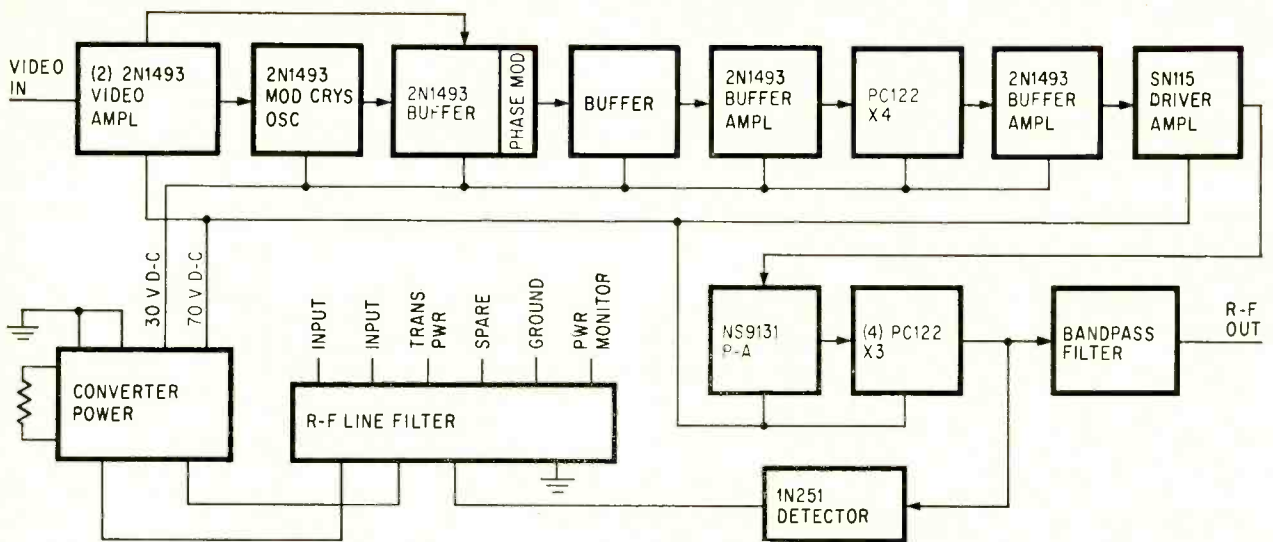 VIDEO
IN
(2) 2N1493
VIDEO
AMPL
2N1493
MOD CRYS
OSC
2N1493
BUFFER
PHASE MOD
BUFFER
2N1493
BUFFER
AMPL
PC122
X4
2N1493
BUFFER
AMPL
SN115
DRIVER
AMPL
30 V D-C
70 V D-C
INPUT
INPUT
TRANS
PWR
SPARE
GROUND
PWR
MONITOR
NS9131
P-A
(4) PC122
X3
BANDPASS
FILTER
R-F
OUT
CONVERTER
POWER
R-F LINE FILTER
1N251
DETECTOR